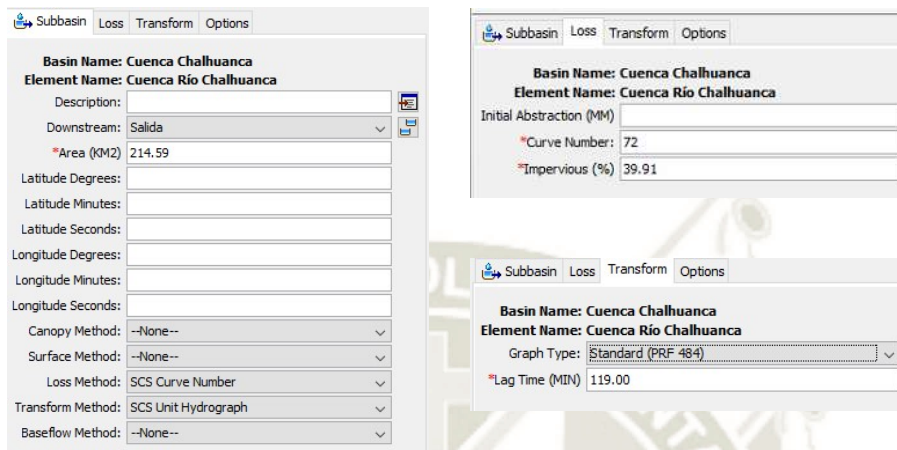 Subbasin Loss Transform Options
Basin Name: Cuenca Chalhuanca
Element Name: Cuenca Río Chalhuanca
Description:
Downstream: Salida
*Area (KM2) 214.59
Latitude Degrees:
Latitude Minutes:
Latitude Seconds:
Longitude Degrees:
Longitude Minutes:
Longitude Seconds:
Canopy Method: --None--
Surface Method: --None--
Loss Method: SCS Curve Number
Transform Method: SCS Unit Hydrograph
Baseflow Method: --None--
Subbasin Loss Transform Options
Basin Name: Cuenca Chalhuanca
Element Name: Cuenca Río Chalhuanca
Initial Abstraction (MM)
*Curve Number: 72
*Impervious (%) 39.91
Subbasin Loss Transform Options
Basin Name: Cuenca Chalhuanca
Element Name: Cuenca Río Chalhuanca
Graph Type: Standard (PRF 484)
*Lag Time (MIN) 119.00